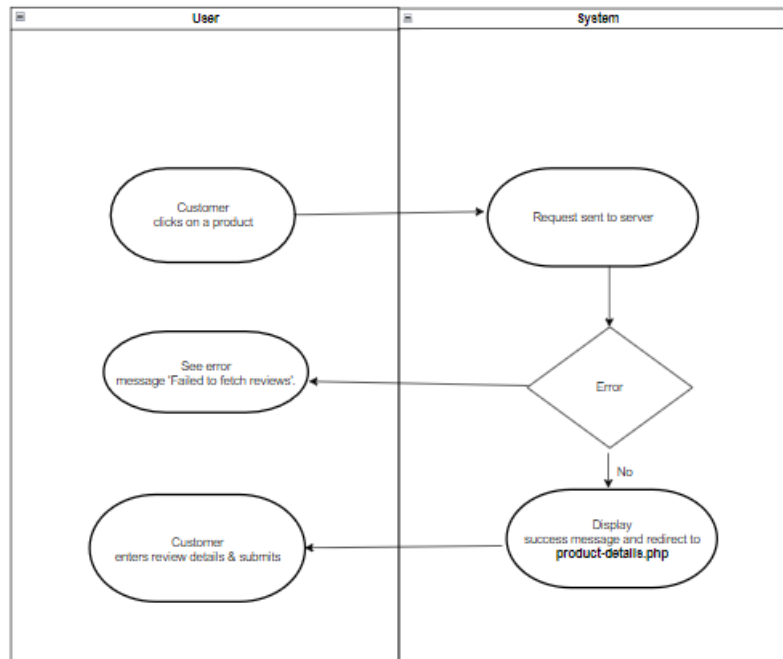 User
System
Customer
clicks on a product
Request sent to server
See error
message 'Failed to fetch reviews'.
Error
No
Display
success message and redirect to
product-details.php
Customer
enters review details & submits